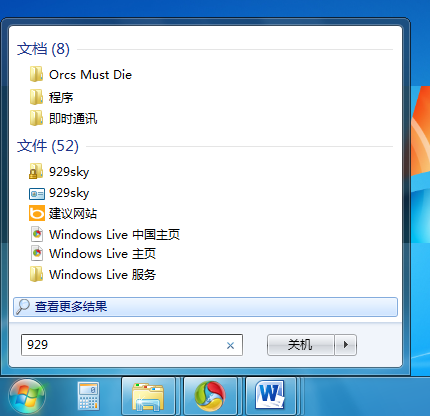 文档 (8)
Orcs Must Die
程序
即时通讯
文件 (52)
929sky
929sky
建议网站
Windows Live 中国主页
Windows Live 主页
Windows Live 服务
查看更多结果
929
关机